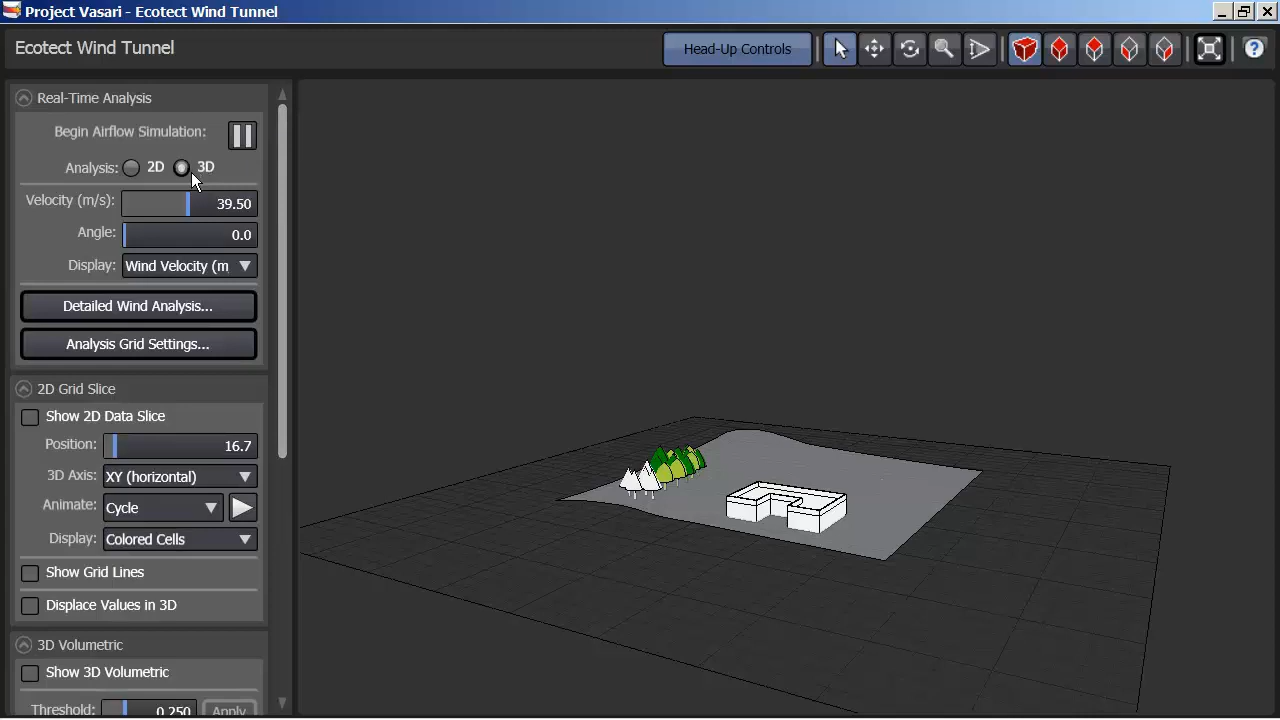 Project Vasari - Ecotect Wind Tunnel
Ecotect Wind Tunnel
Head-Up Controls
Real-Time Analysis
Begin Airflow Simulation:
Analysis: 2D 3D
Velocity (m/s): 39.50
Angle: 0.0
Display: Wind Velocity (m
Detailed Wind Analysis...
Analysis Grid Settings...
2D Grid Slice
Show 2D Data Slice
Position: 16.7
3D Axis: XY (horizontal)
Animate: Cycle
Display: Colored Cells
Show Grid Lines
Displace Values in 3D
3D Volumetric
Show 3D Volumetric
Threshold: 0.250 Apply